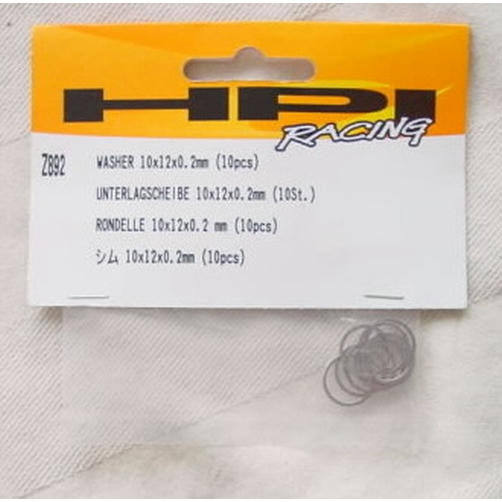 HPI
RACING
Z892 WASHER 10x12x0.2mm (10pcs)
UNTERLAGSCHEIBE 10x12x0.2mm (10St.)
RONDELLE 10x12x0.2 mm (10pcs)
シム 10x12x0.2mm (10pcs)